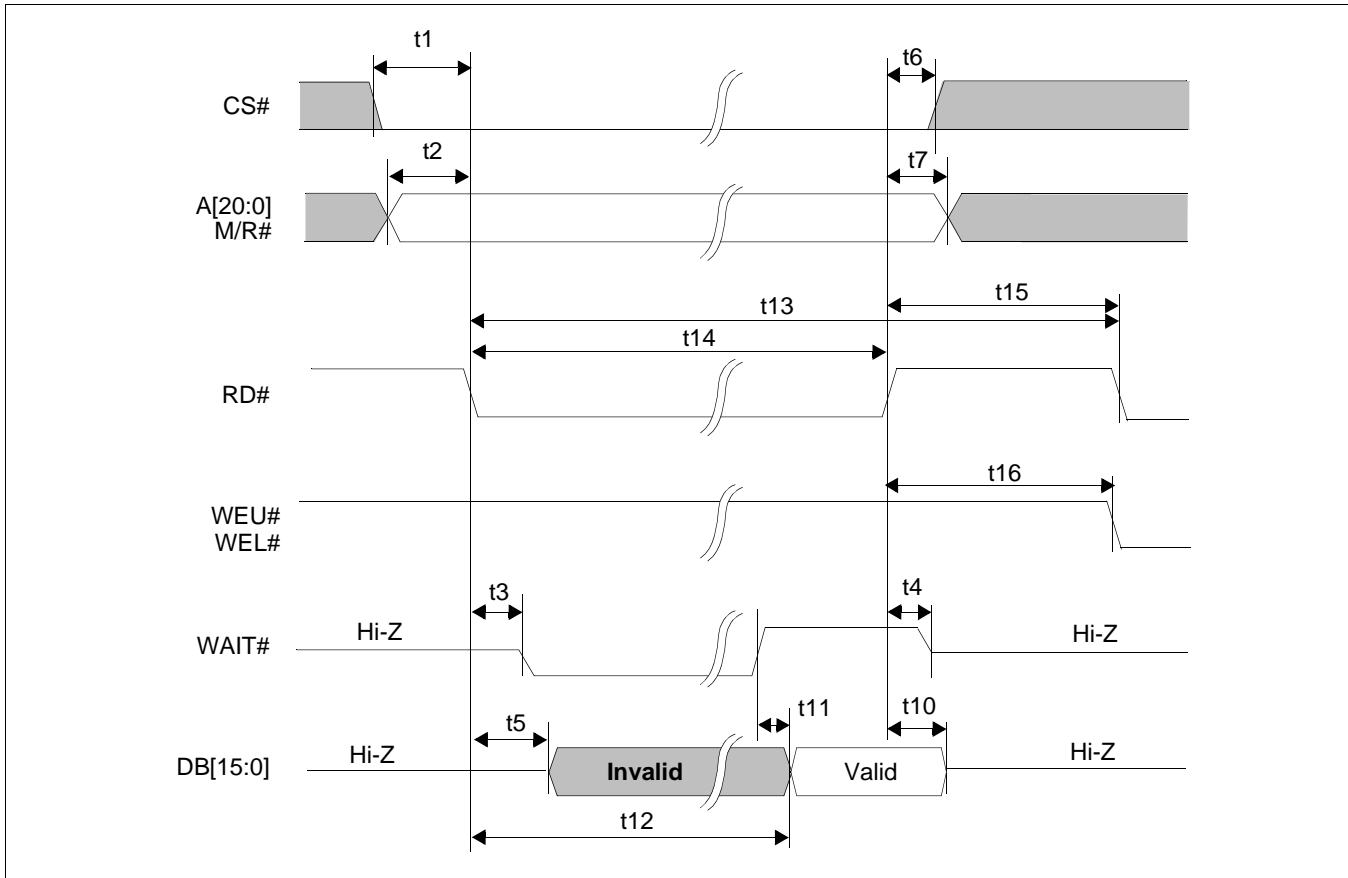 t1
t6
CS#
t2
t7
A[20:0]
M/R#
t15
t13
t14
RD#
t16
WEU#
WEL#
t3
t4
Hi-Z
Hi-Z
WAIT#
t11
t10
t5
Hi-Z
Hi-Z
DB[15:0]
Invalid
Valid
t12